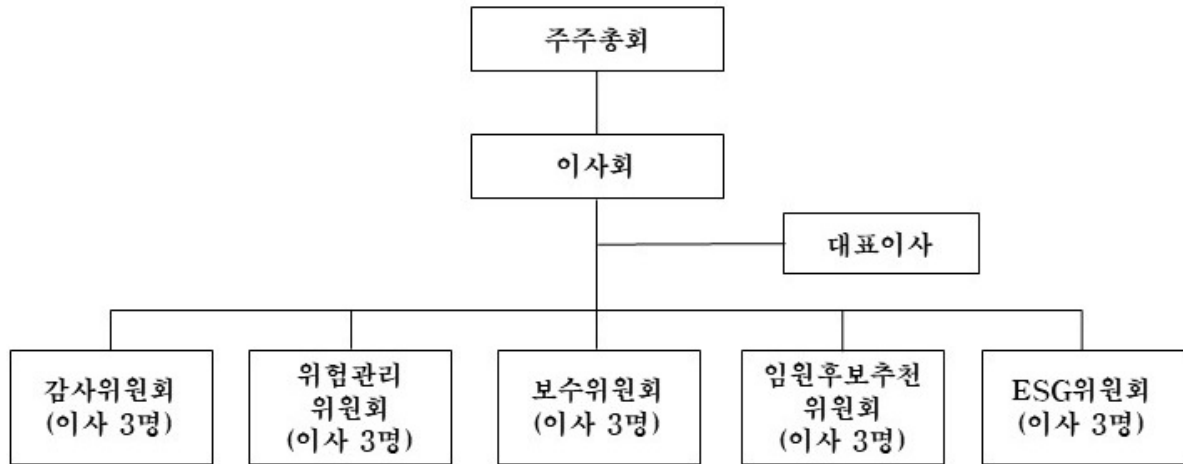 주주총회
이사회
대표이사
감사위원회
(이사 3명)
위험관리
위원회
(이사 3명)
보수위원회
(이사 3명)
임원후보추천
위원회
(이사 3명)
ESG위원회
(이사 3명)